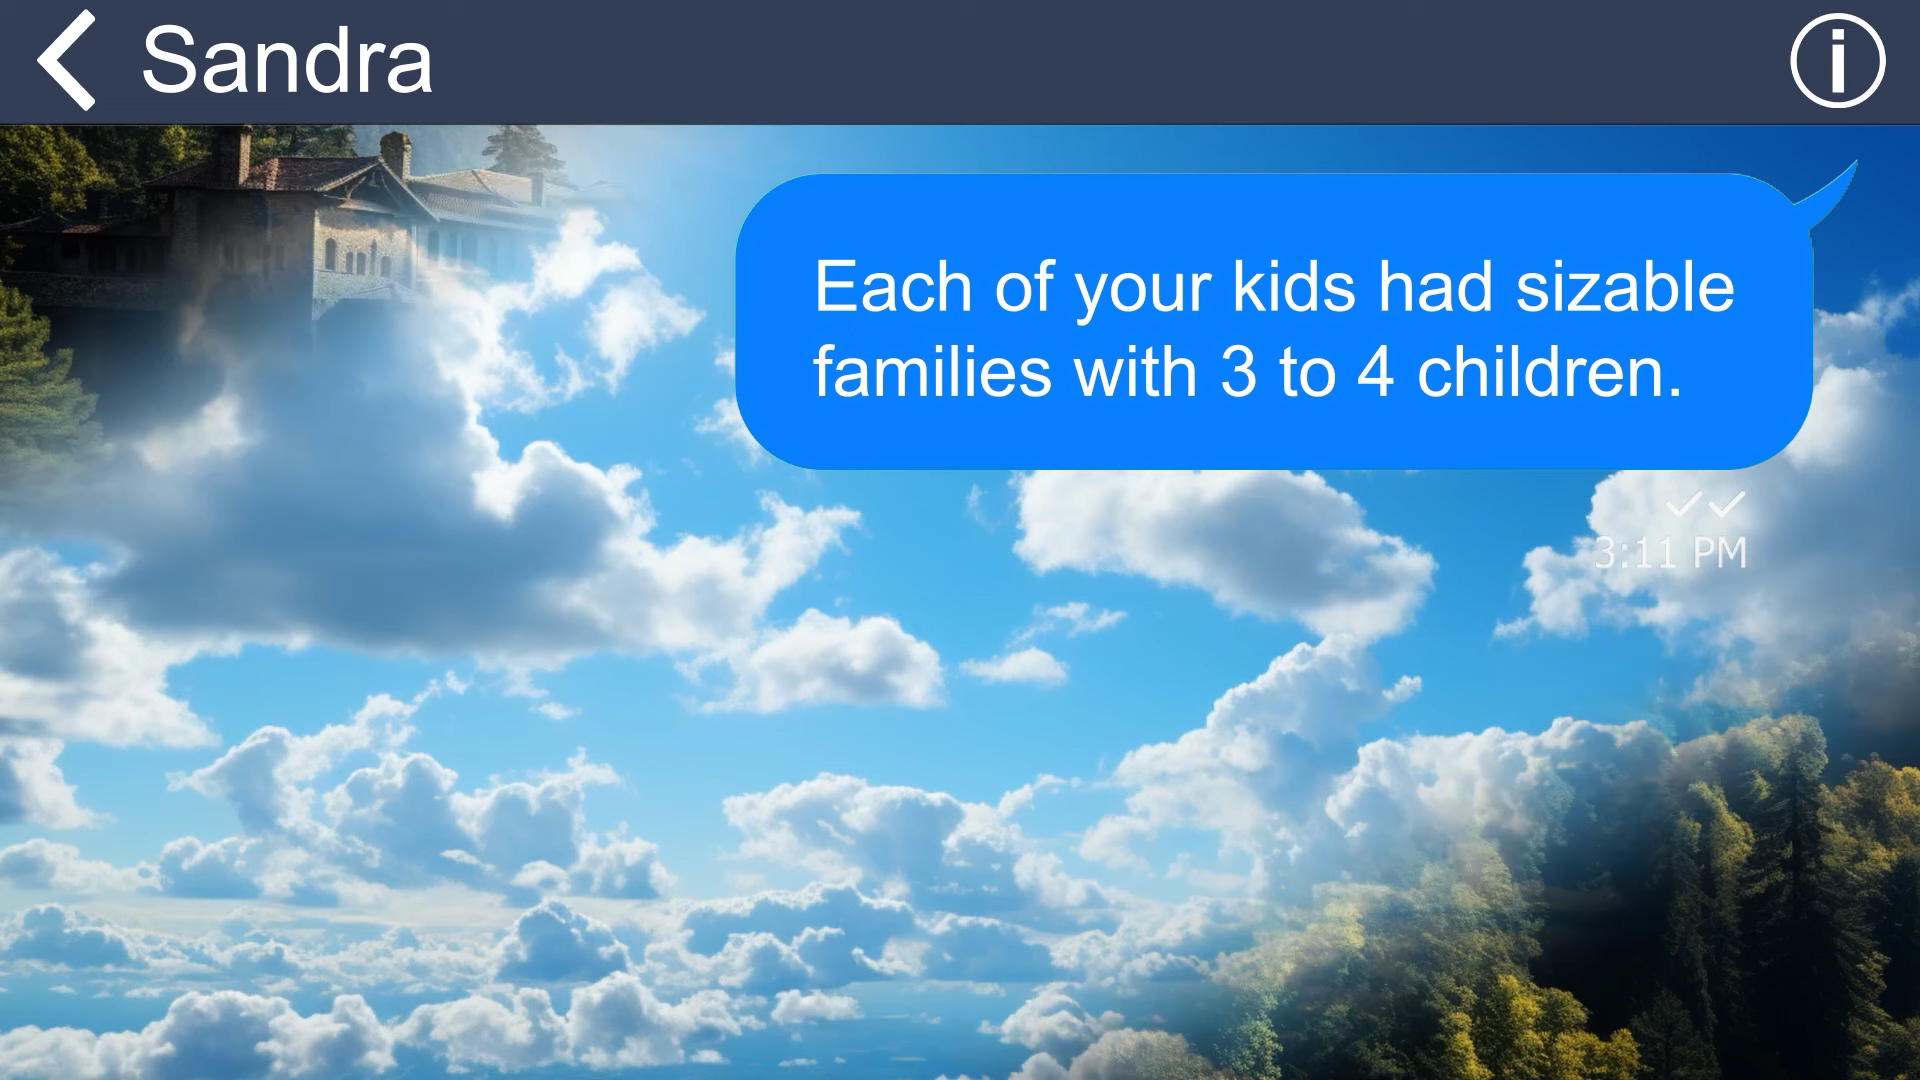 Sandra
Each of your kids had sizable
families with 3 to 4 children.
3:11 PM